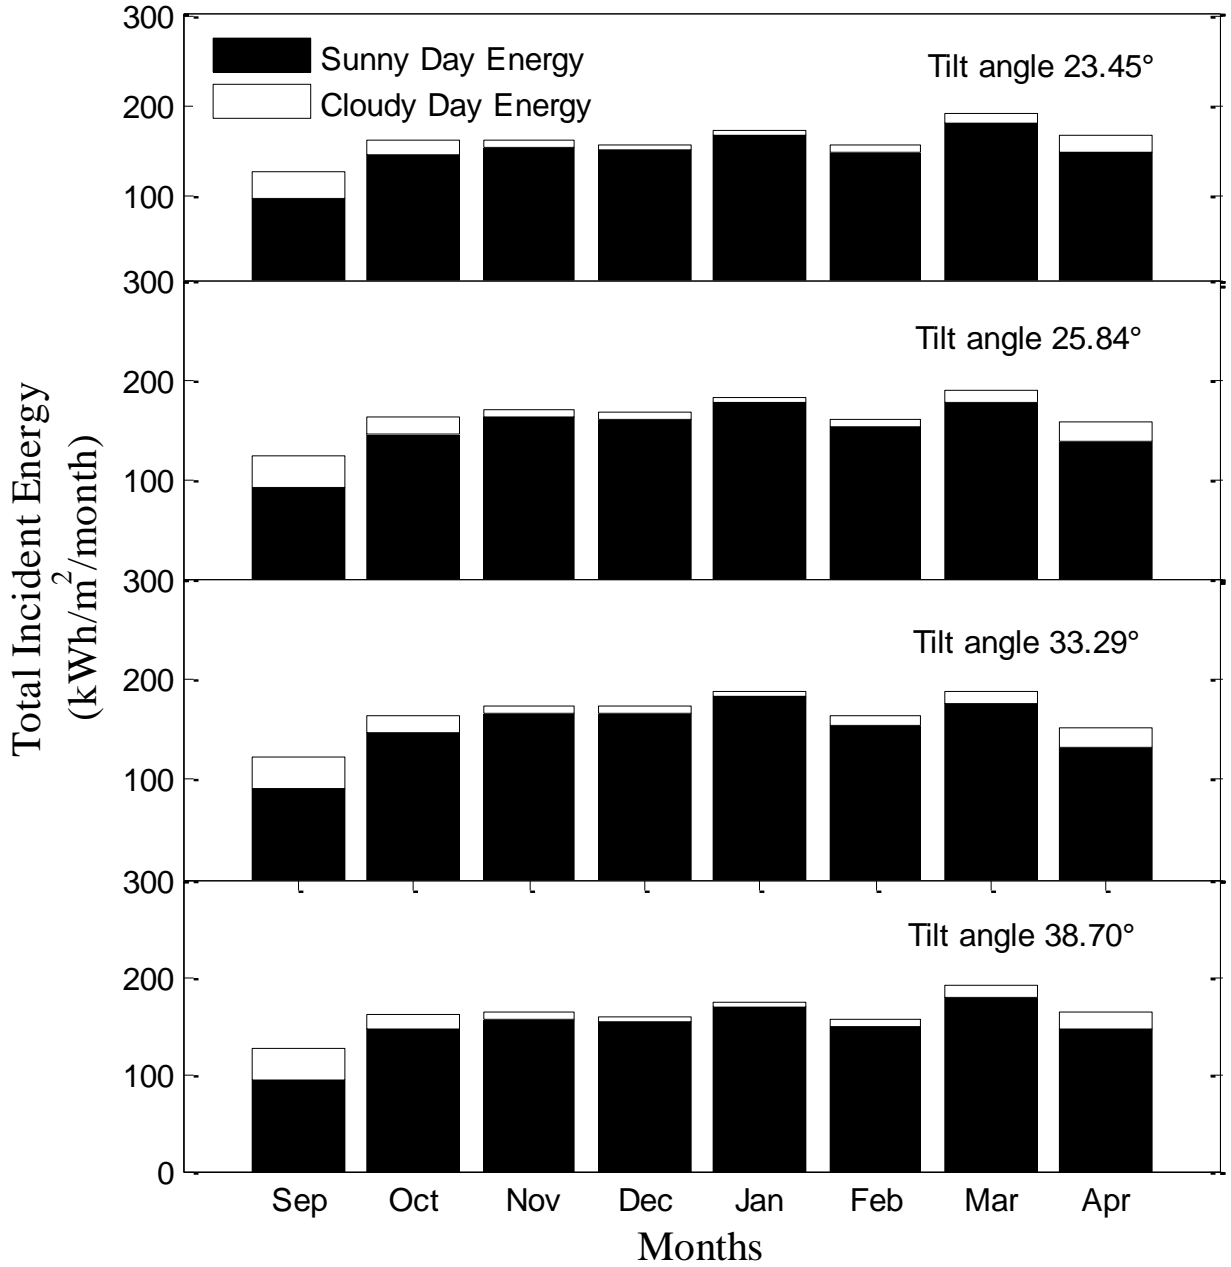 300
Sunny Day Energy
Tilt angle 23.45°
200
Cloudy Day Energy
100
300
Tilt angle 25.84°
200
100
300
Tilt angle 33.29°
200
100
300
Tilt angle 38.70°
200
100
0
Sep Oct Nov Dec Jan Feb Mar Apr
Months
Total Incident Energy
(kWh/m²/month)